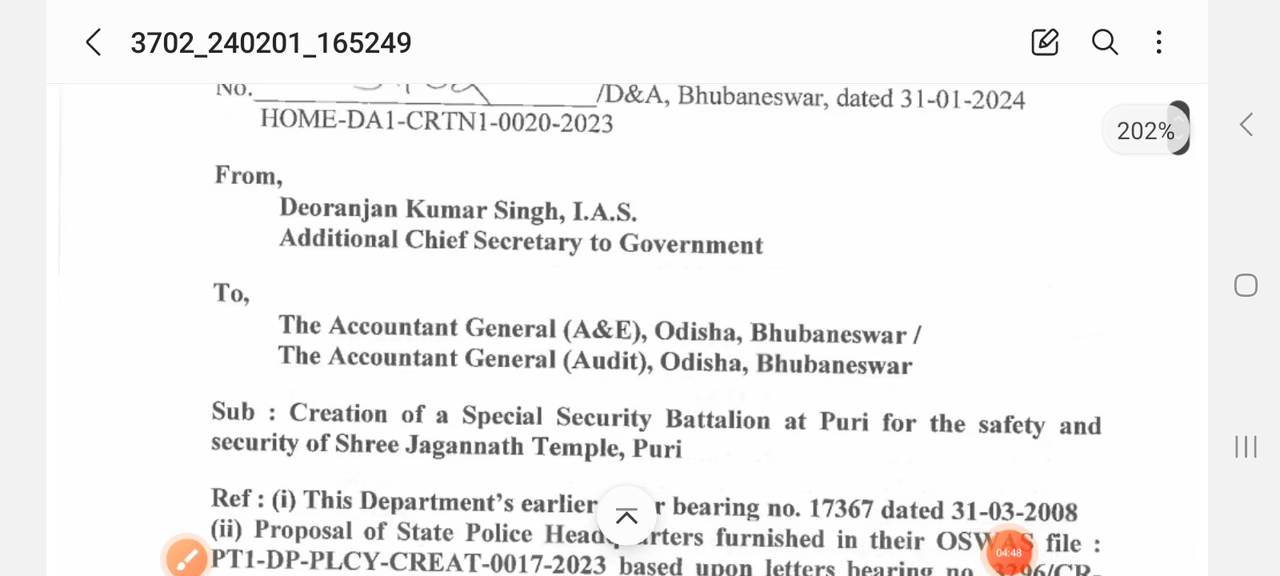 3702_240201_165249
No. /D&A, Bhubaneswar, dated 31-01-2024
HOME-DA1-CRTN1-0020-2023
202%
From,
Deoranjan Kumar Singh, I.A.S.
Additional Chief Secretary to Government
To,
The Accountant General (A&E), Odisha, Bhubaneswar /
The Accountant General (Audit), Odisha, Bhubaneswar
Sub : Creation of a Special Security Battalion at Puri for the safety and
security of Shree Jagannath Temple, Puri
Ref : (i) This Department's earlier bearing no. 17367 dated 31-03-2008
(ii) Proposal of State Police furnished in their OSWAS file :
04:48
PT1-DP-PLCY-CREAT-0017-2023 based upon letters bearing no.